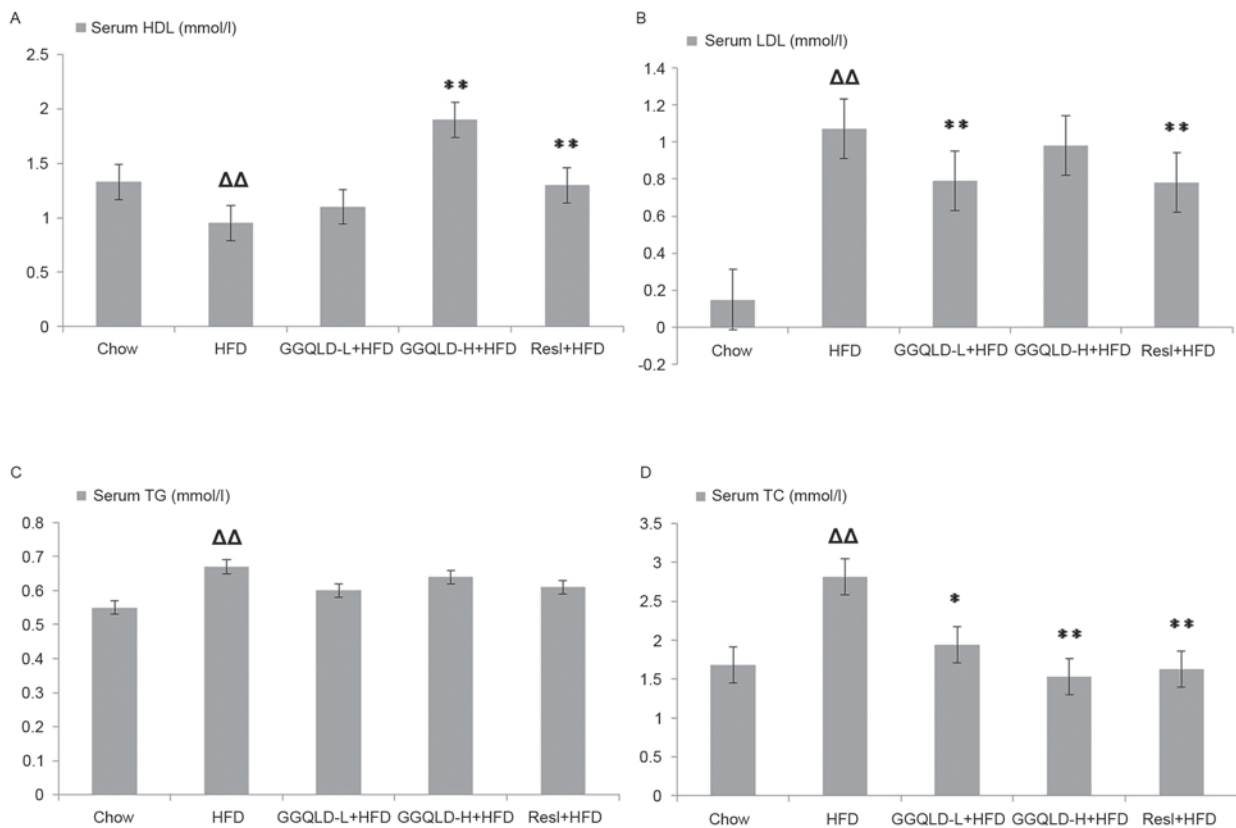 A
Serum HDL (mmol/l)
2.5
2
1.5
1
0.5
0
**
**
ΔΔ
Chow HFD GGQLD-L+HFD GGQLD-H+HFD Resl+HFD
B
Serum LDL (mmol/l)
1.4
1.2
1
0.8
0.6
0.4
0.2
0
-0.2
ΔΔ
** **
Chow HFD GGQLD-L+HFD GGQLD-H+HFD Resl+HFD
C
Serum TG (mmol/l)
0.8
0.7
0.6
0.5
0.4
0.3
0.2
0.1
0
ΔΔ
Chow HFD GGQLD-L+HFD GGQLD-H+HFD Resl+HFD
D
Serum TC (mmol/l)
3.5
3
2.5
2
1.5
1
0.5
0
ΔΔ
*
** **
Chow HFD GGQLD-L+HFD GGQLD-H+HFD Resl+HFD